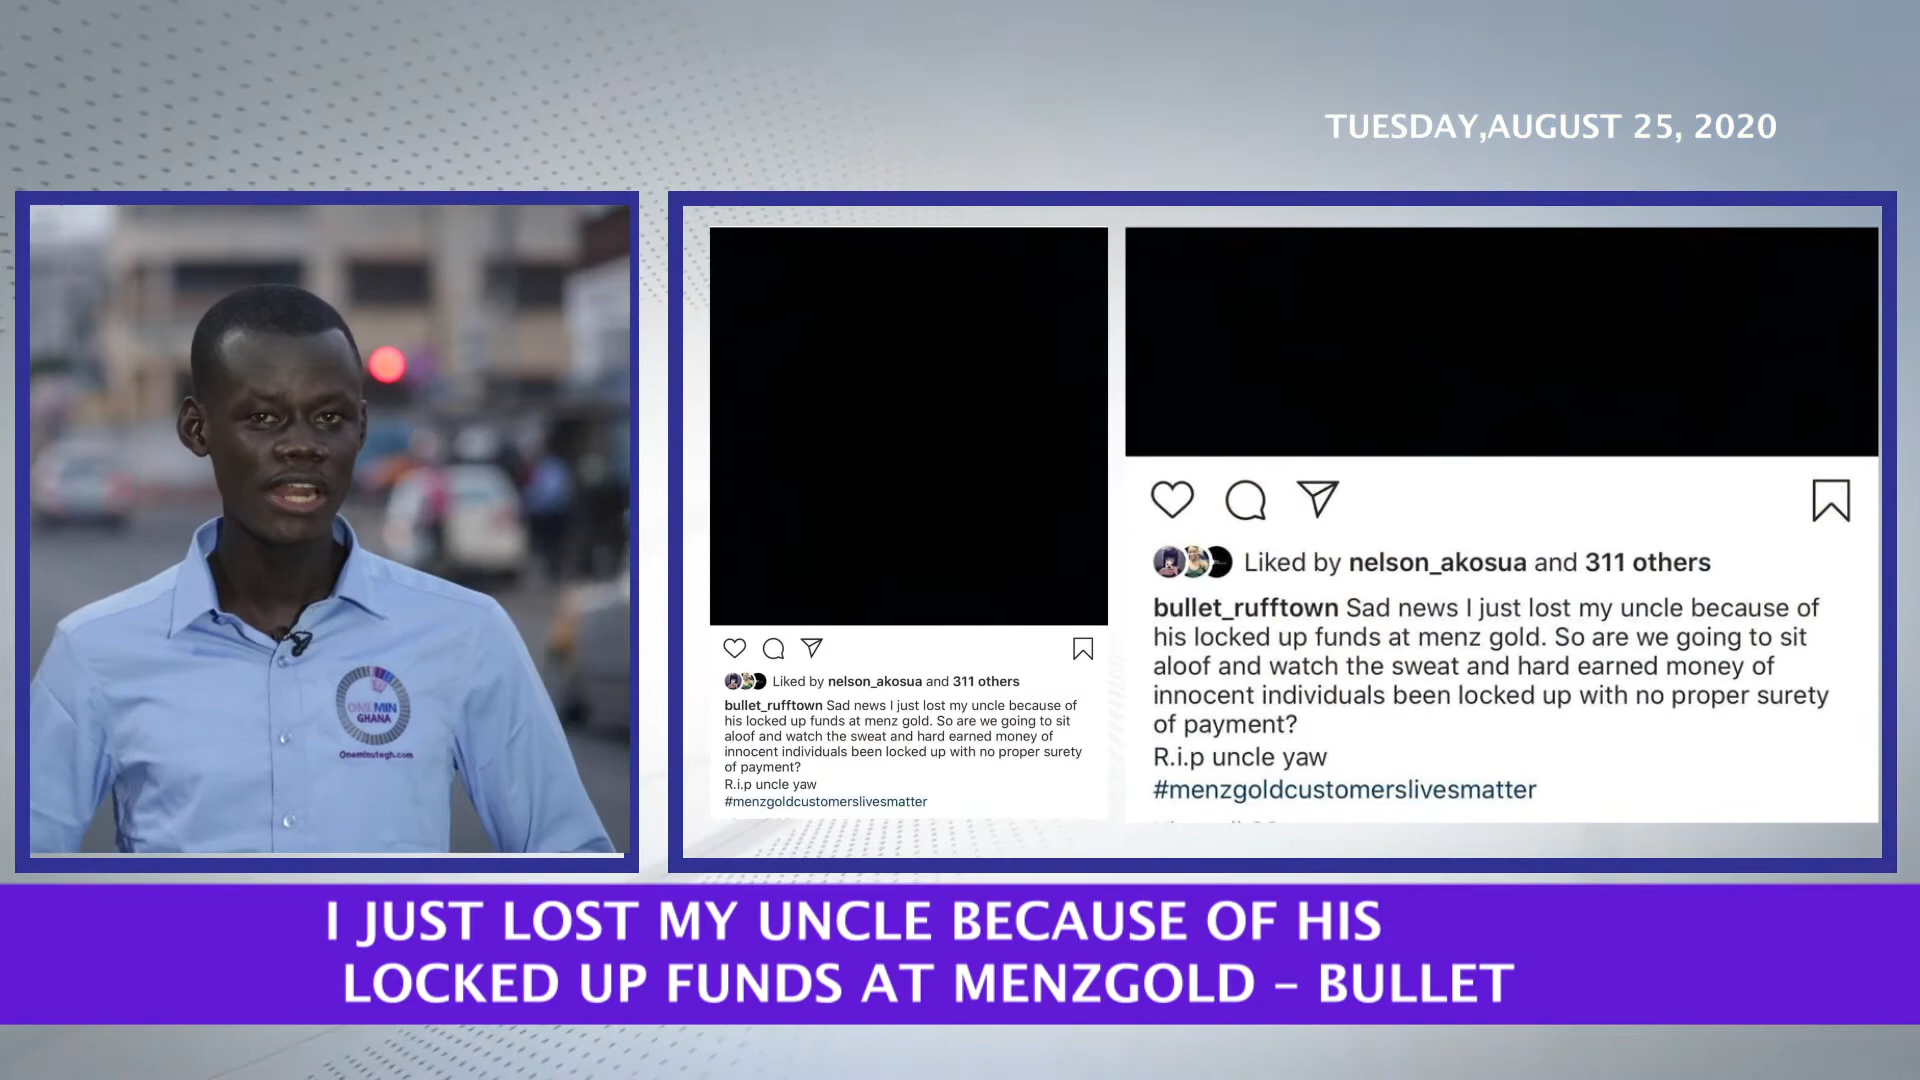 TUESDAY,AUGUST 25, 2020
ONE MIN
GHANA
Oneminutegh.com
Liked by nelson_akosua and 311 others
bullet_rufftown Sad news I just lost my uncle because of
his locked up funds at menz gold. So are we going to sit
aloof and watch the sweat and hard earned money of
innocent individuals been locked up with no proper surety
of payment?
R.i.p uncle yaw
#menzgoldcustomerslivesmatter
Liked by nelson_akosua and 311 others
bullet_rufftown Sad news I just lost my uncle because of
his locked up funds at menz gold. So are we going to sit
aloof and watch the sweat and hard earned money of
innocent individuals been locked up with no proper surety
of payment?
R.i.p uncle yaw
#menzgoldcustomerslivesmatter
I JUST LOST MY UNCLE BECAUSE OF HIS
LOCKED UP FUNDS AT MENZGOLD – BULLET